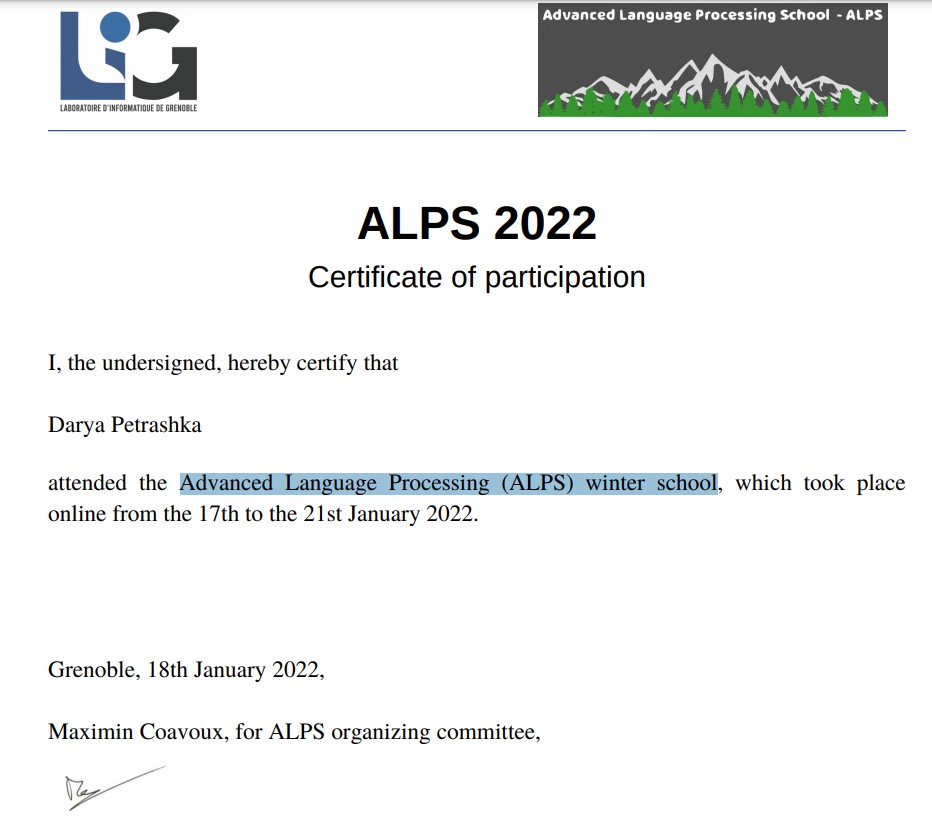 LiG
LABORATOIRE D'INFORMATIQUE DE GRENOBLE
Advanced Language Processing School - ALPS
ALPS 2022
Certificate of participation
I, the undersigned, hereby certify that
Darya Petrashka
attended the Advanced Language Processing (ALPS) winter school, which took place
online from the 17th to the 21st January 2022.
Grenoble, 18th January 2022,
Maximin Coavoux, for ALPS organizing committee,